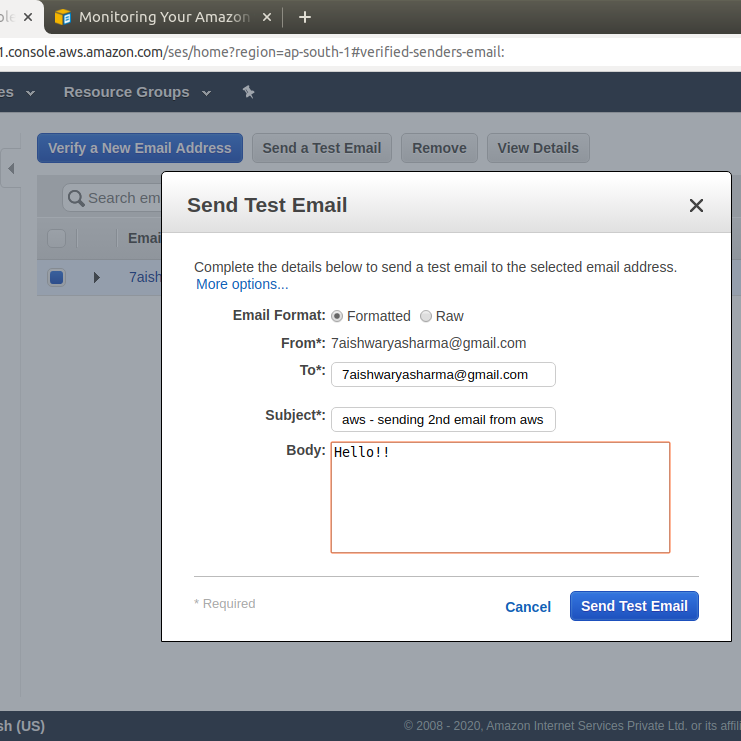 Monitoring Your Amazon
1.console.aws.amazon.com/ses/home?region=ap-south-1#verified-senders-email:
Resource Groups
Verify a New Email Address Send a Test Email Remove View Details
Search em
Send Test Email
Emai
7aish
Complete the details below to send a test email to the selected email address.
More options...
Email Format: Formatted Raw
From*: 7aishwaryasharma@gmail.com
To*: 7aishwaryasharma@gmail.com
Subject*: aws - sending 2nd email from aws
Body: Hello!!
* Required
Cancel Send Test Email
sh (US) © 2008 - 2020, Amazon Internet Services Private Ltd. or its affili